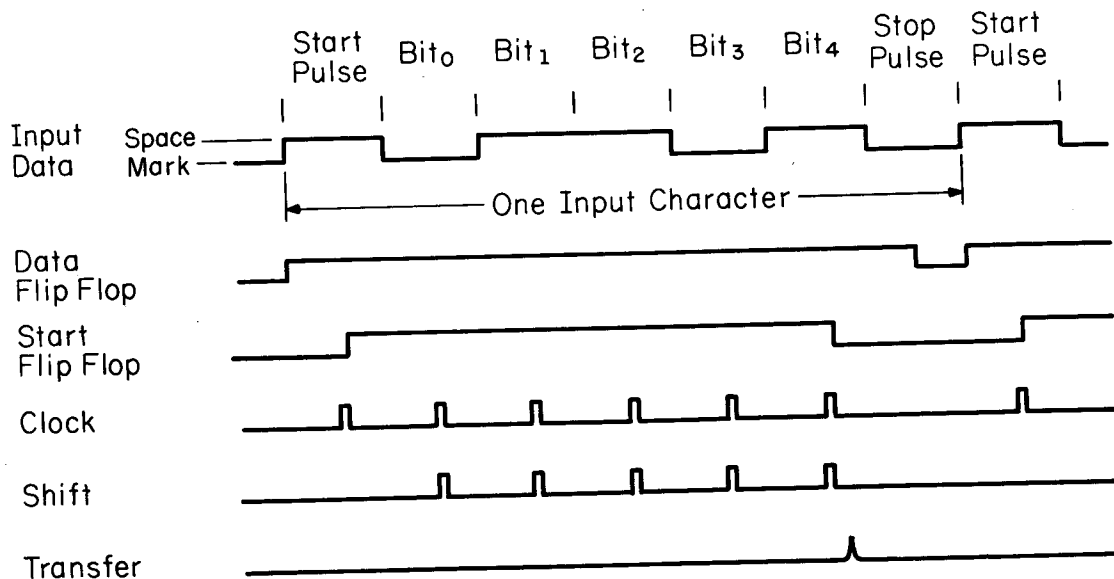 Start Pulse Bit0 Bit1 Bit2 Bit3 Bit4 Stop Pulse Start Pulse
Input Data
Space
Mark
One Input Character
Data Flip Flop
Start Flip Flop
Clock
Shift
Transfer